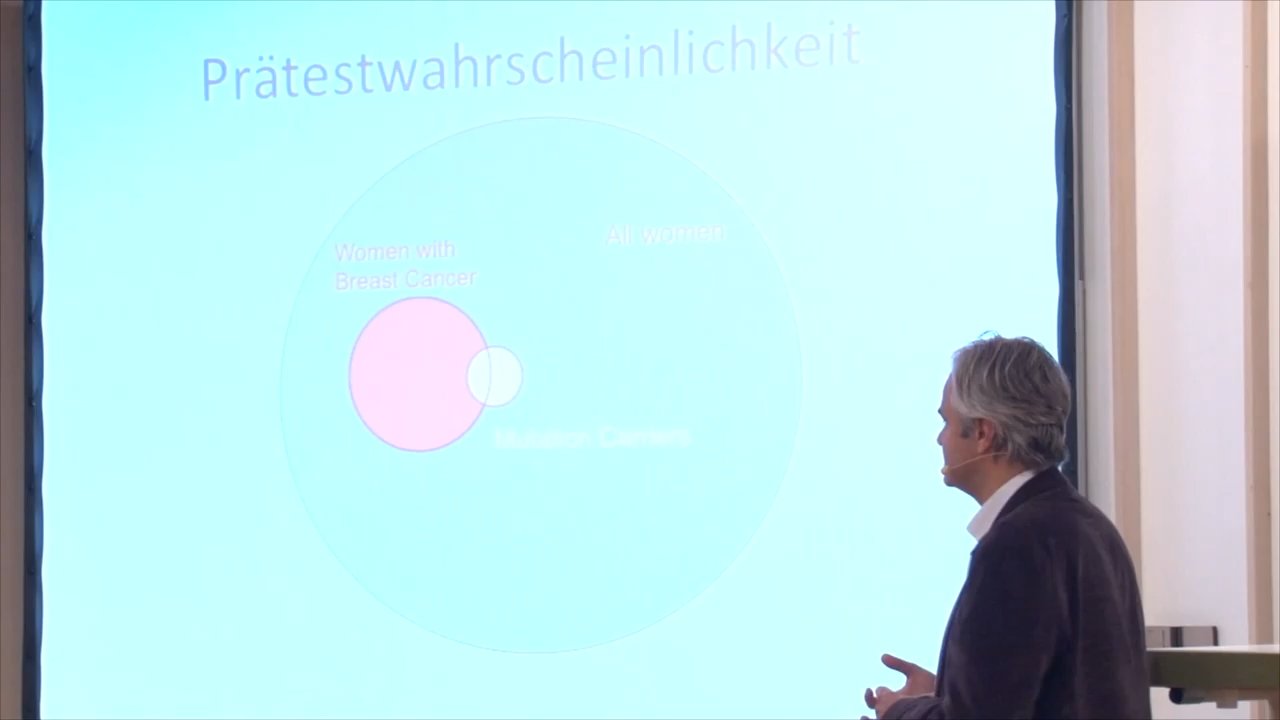 Prätestwahrscheinlichkeit
All women
Women with
Breast Cancer
Mutation Carriers